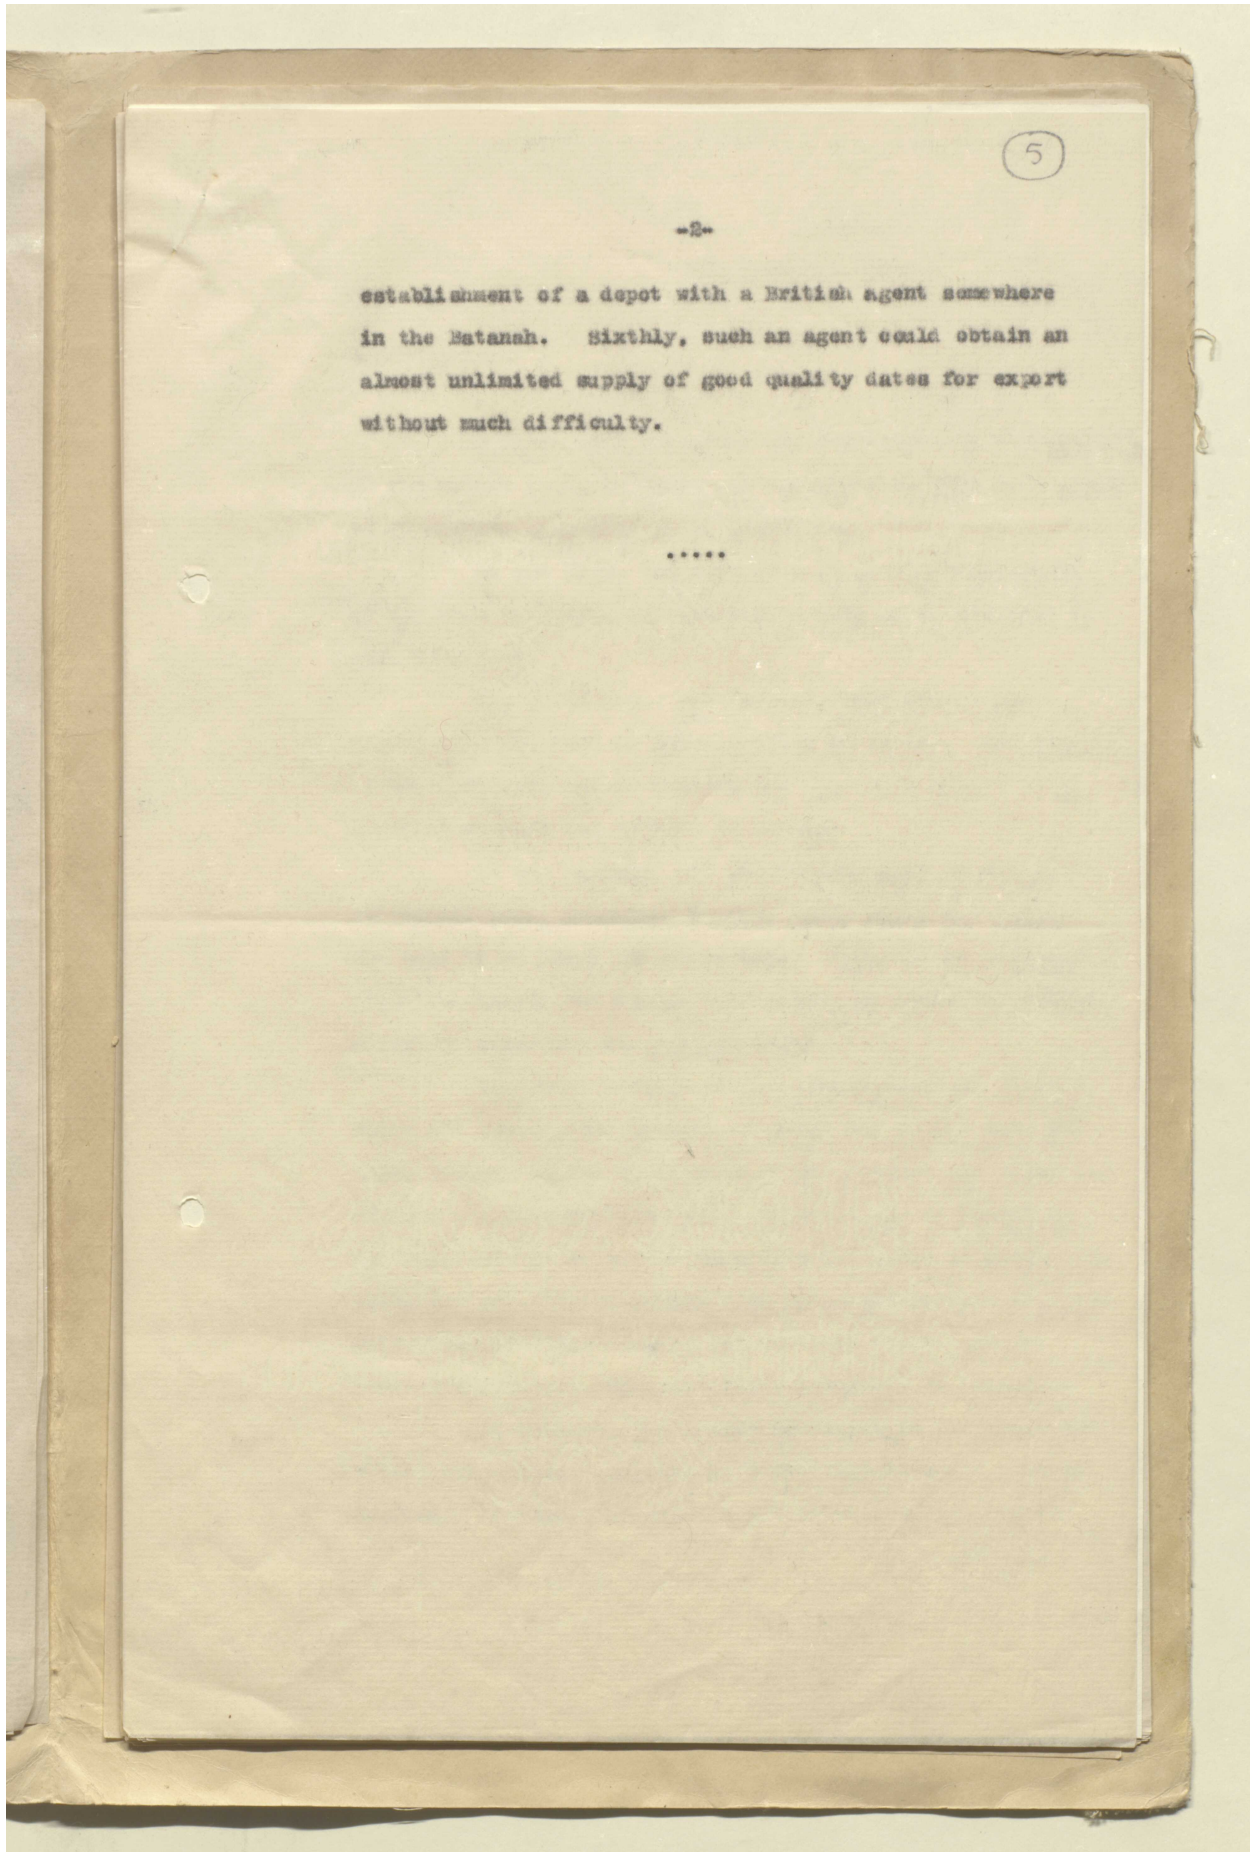 5
-2-
establishment of a depot with a British agent somewhere
in the Batanah. Sixthly, such an agent could obtain an
almost unlimited supply of good quality dates for export
without much difficulty.
.....